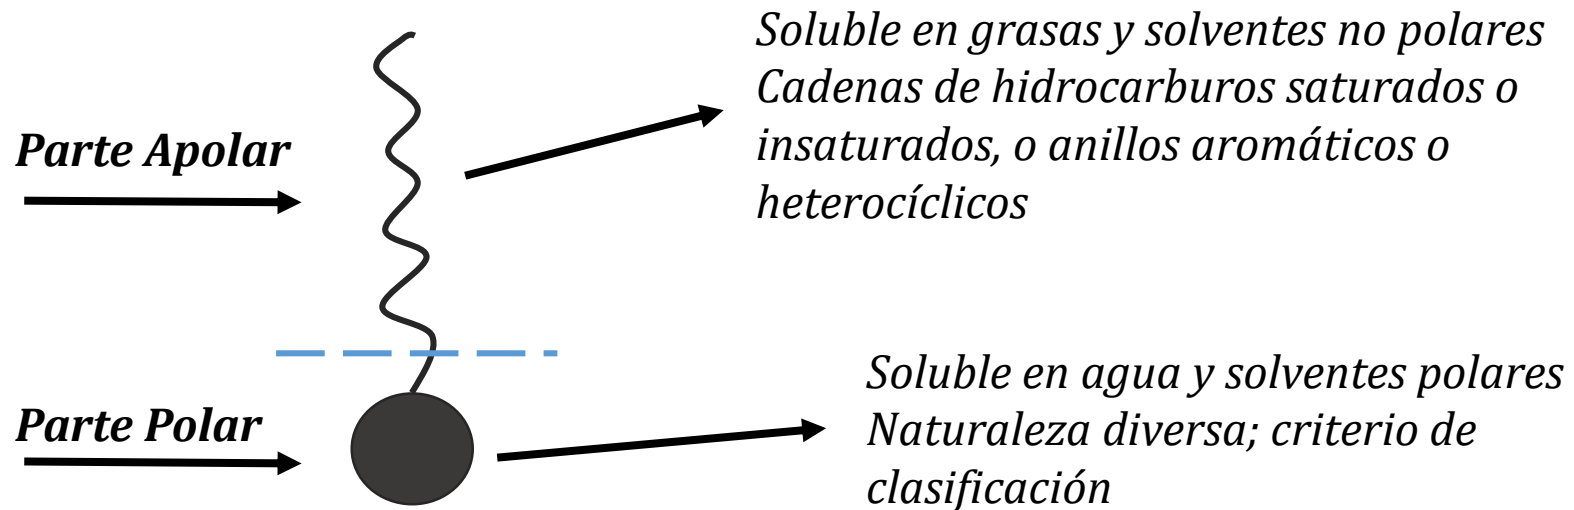 Soluble en grasas y solventes no polares
Cadenas de hidrocarburos saturados o
insaturados, o anillos aromáticos o
heterocíclicos
Parte Apolar
Soluble en agua y solventes polares
Naturaleza diversa; criterio de
clasificación
Parte Polar